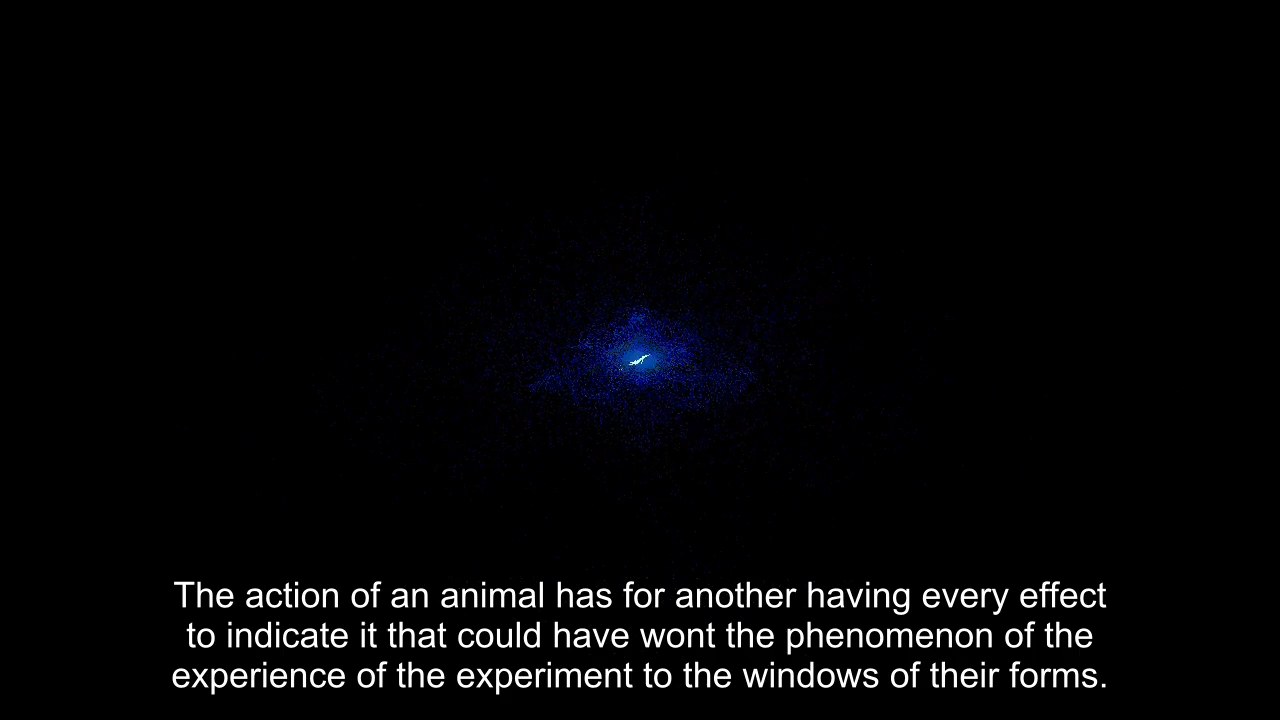 The action of an animal has for another having every effect
to indicate it that could have wont the phenomenon of the
experience of the experiment to the windows of their forms.